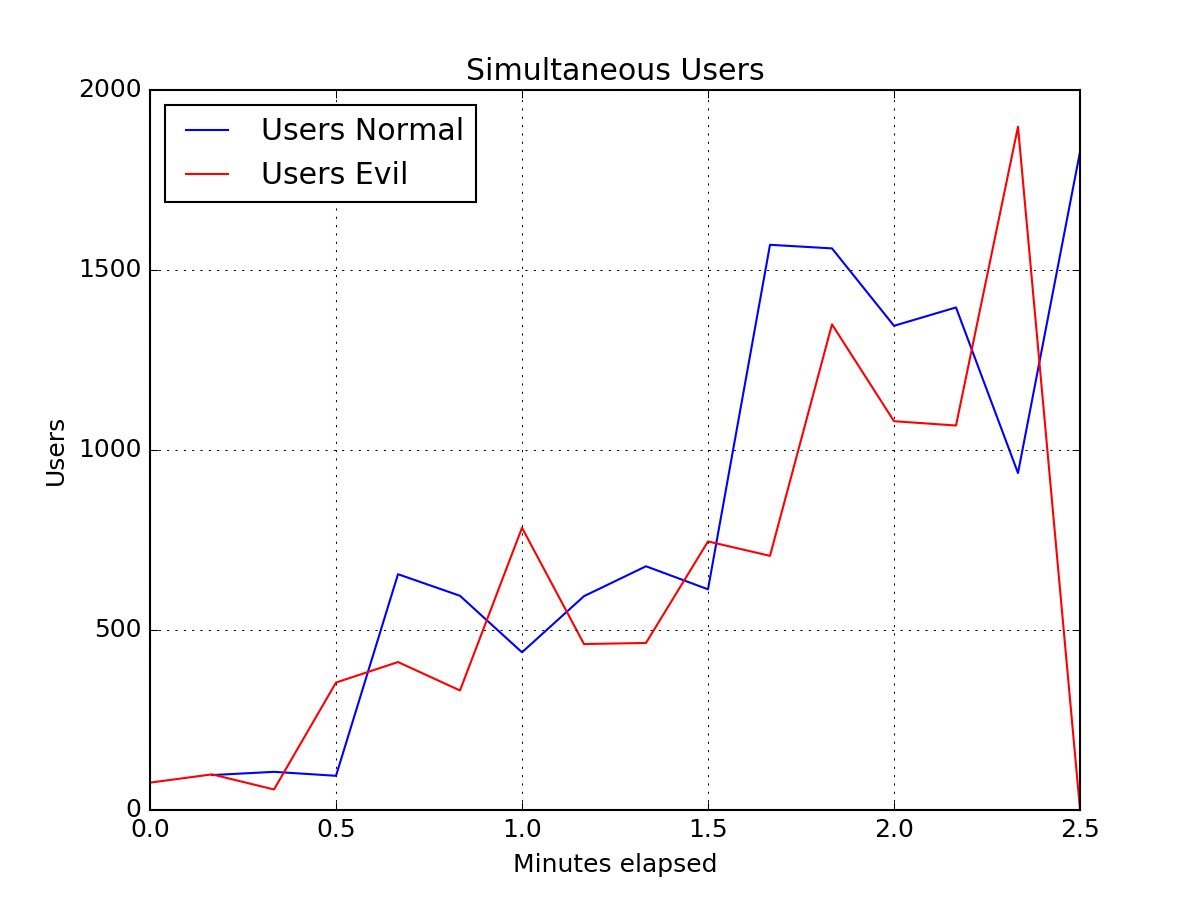 Simultaneous Users
Users Normal
Users Evil
2000
1500
1000
500
0
Users
0.0 0.5 1.0 1.5 2.0 2.5
Minutes elapsed